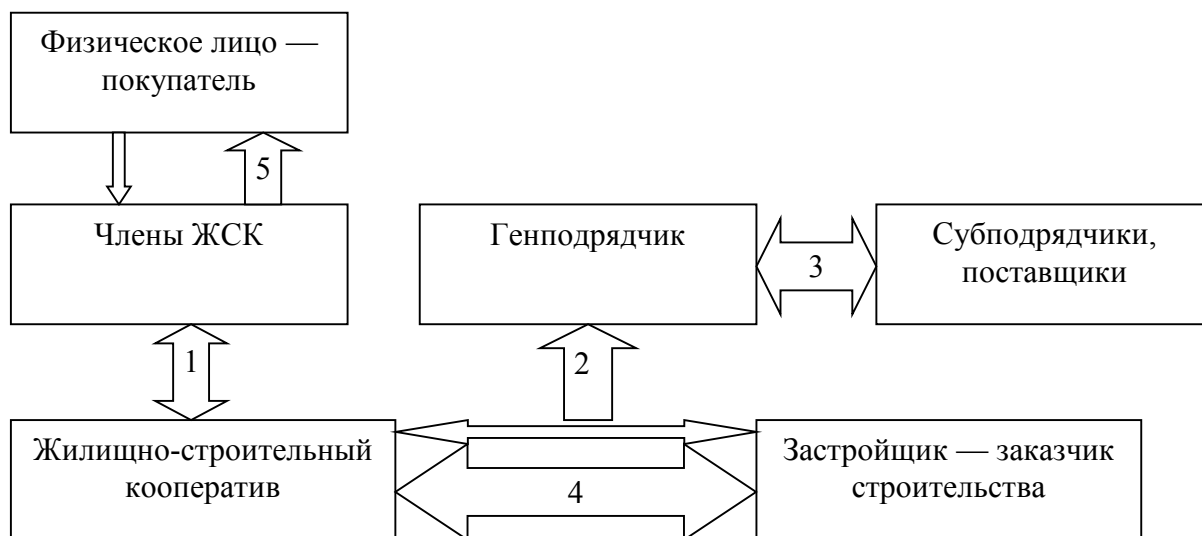 Физическое лицо —
покупатель
5
Члены ЖСК
Генподрядчик
3
Субподрядчики,
поставщики
1
2
Жилищно-строительный
кооператив
4
Застройщик — заказчик
строительства